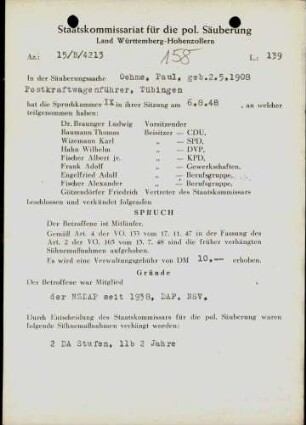 Staatskommissariat für die pol. Säuberung
Land Württemberg-Hohenzollern
Az.: 15/B/4213
158
L.: 139
In der Säuberungssache Oehme, Paul, geb.2.5.1908
Postkraftwagenführer, Tübingen
hat die Spruchkammer IX in ihrer Sitzung am 6.8.48, an welcher
teilgenommen haben:
Dr. Beaunger Ludwig Vorsitzender
Baumann Thomas Beisitzer – CDU,
Wizemann Karl „ – SPD,
Hahn Wilhelm „ – DVP,
Fischer Albert jr. „ – KPD,
Frank Adolf „ – Gewerkschaften,
Engelfried Adolf „ – Berufsgruppe,
Fischer Alexander „ – Berufsgruppe,
Gitzendörfer Friedrich Vertreter des Staatskommissars
beschlossen und verkündet folgenden
SPRUCH
Der Betroffene ist Mitläufer.
Gemäß Art. 4 der VO. 133 vom 17. 11. 47 in der Fassung des
Art. 2 der VO. 165 vom 13. 7. 48 sind die früher verhängten
Sühnemaßnahmen aufgehoben.
Es wird eine Verwaltungsgebühr von DM 10,-- erhoben.
Gründe
Der Betroffene war Mitglied
der NSDAP seit 1938, DAF, NSV.
Durch Entscheidung des Staatskommissars für die pol. Säuberung waren
folgende Sühnemaßnahmen verhängt worden:
2 DA Stufen, 11b 2 Jahre